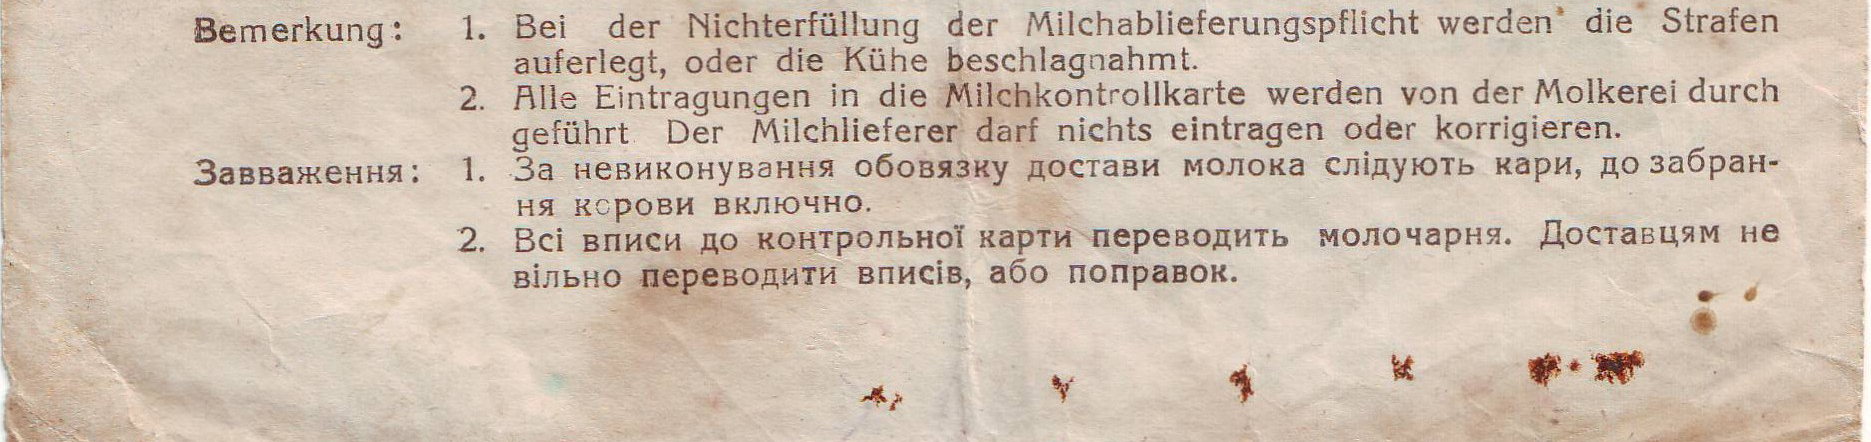 Bemerkung: 1. Bei der Nichterfüllung der Milchablieferungspflicht werden die Strafen
auferlegt, oder die Kühe beschlagnahmt.
2. Alle Eintragungen in die Milchkontrollkarte werden von der Molkerei durch
geführt. Der Milchlieferer darf nichts eintragen oder korrigieren.
Завваження: 1. За невиконування обовязку достави молока слідують кари, до забран-
ня корови включно.
2. Всі вписи до контрольної карти переводить молочарня. Доставцям не
вільно переводити вписів, або поправок.